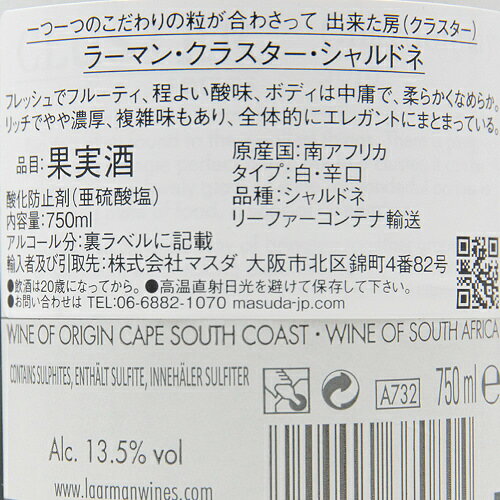 一つ一つのこだわりの粒が合わさって 出来た房(クラスター)
ラーマン・クラスター・シャルドネ
フレッシュでフルーティ、程よい酸味、ボディは中庸で、柔らかくなめらか。
リッチでやや濃厚、複雑味もあり、全体的にエレガントにまとまっている。
品目:果実酒
原産国:南アフリカ
タイプ:白・辛口
酸化防止剤(亜硫酸塩)
品種:シャルドネ
内容量:750ml
リーファーコンテナ輸送
アルコール分:裏ラベルに記載
輸入者及び引取先:株式会社マスダ 大阪市北区錦町4番82号
●飲酒は20歳になってから。●高温直射日光を避けて保存して下さい。
●お問い合わせは TEL:06-6882-1070 masuda-jp.com
WINE OF ORIGIN CAPE SOUTH COAST • WINE OF SOUTH AFRICA
CONTAINS SULPHITES, ENTHÄLT SULFITE, INNEHÅLER SULFITER
A732
750 ml e
Alc. 13.5% vol
www.laarmanwines.com